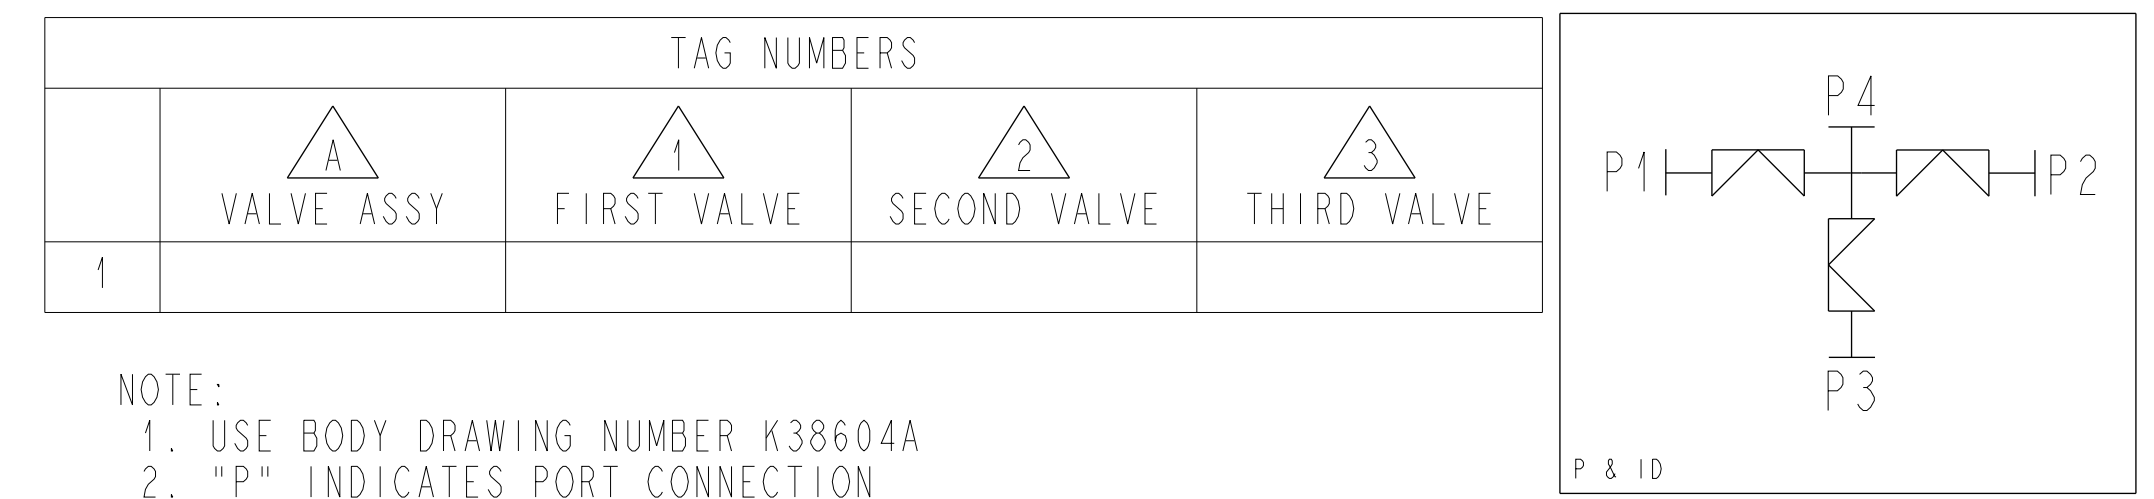 TAG NUMBERS
A
1
2
3
VALVE ASSY
FIRST VALVE
SECOND VALVE
THIRD VALVE
1
NOTE:
1. USE BODY DRAWING NUMBER K38604A
2. "P" INDICATES PORT CONNECTION
P4
P1
P2
P3
P & ID